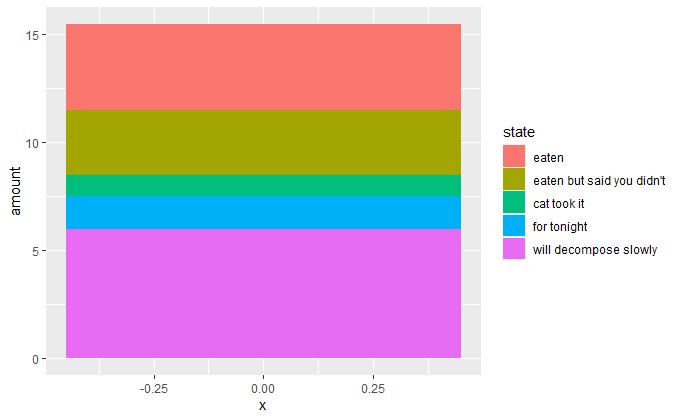 15
10
5
0
amount
-0.25
0.00
0.25
x
state
eaten
eaten but said you didn't
cat took it
for tonight
will decompose slowly